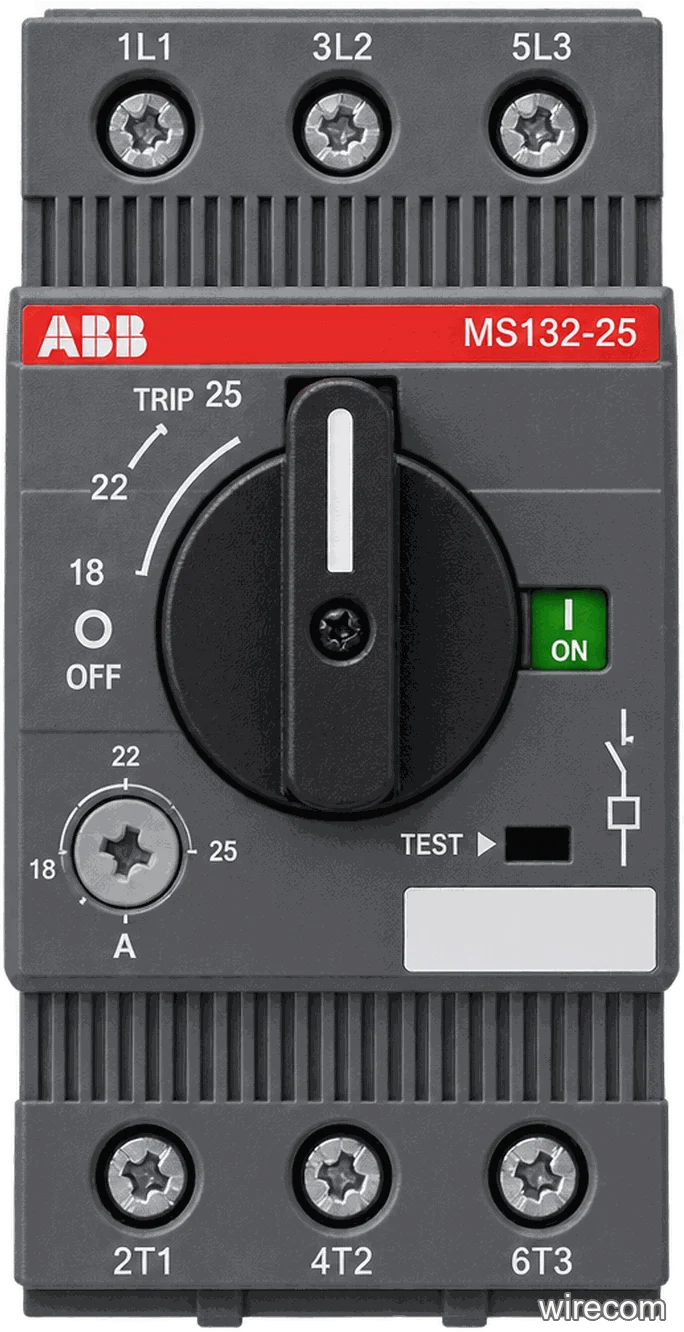 1L1 3L2 5L3
ABB MS132-25
TRIP 25
22
18
OFF
I
ON
22
18 25
A
TEST
2T1 4T2 6T3
wirecom